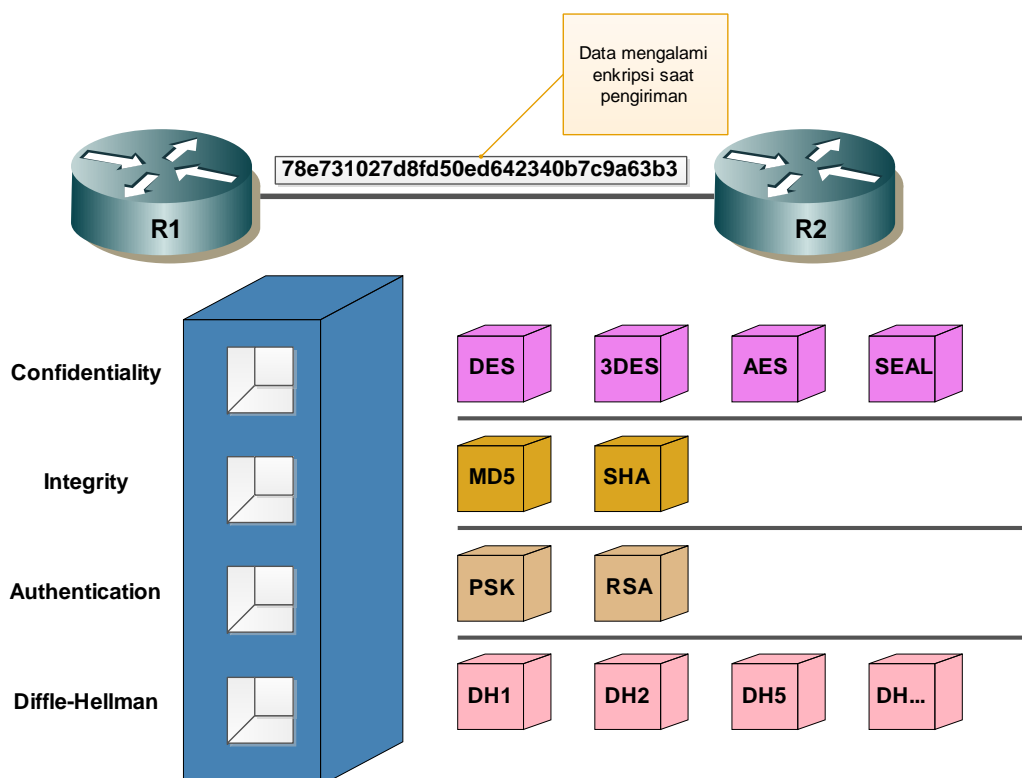 Data mengalami
enkripsi saat
pengiriman
78e731027d8fd50ed642340b7c9a63b3
R1
R2
Confidentiality
DES
3DES
AES
SEAL
Integrity
MD5
SHA
Authentication
PSK
RSA
Diffle-Hellman
DH1
DH2
DH5
DH...